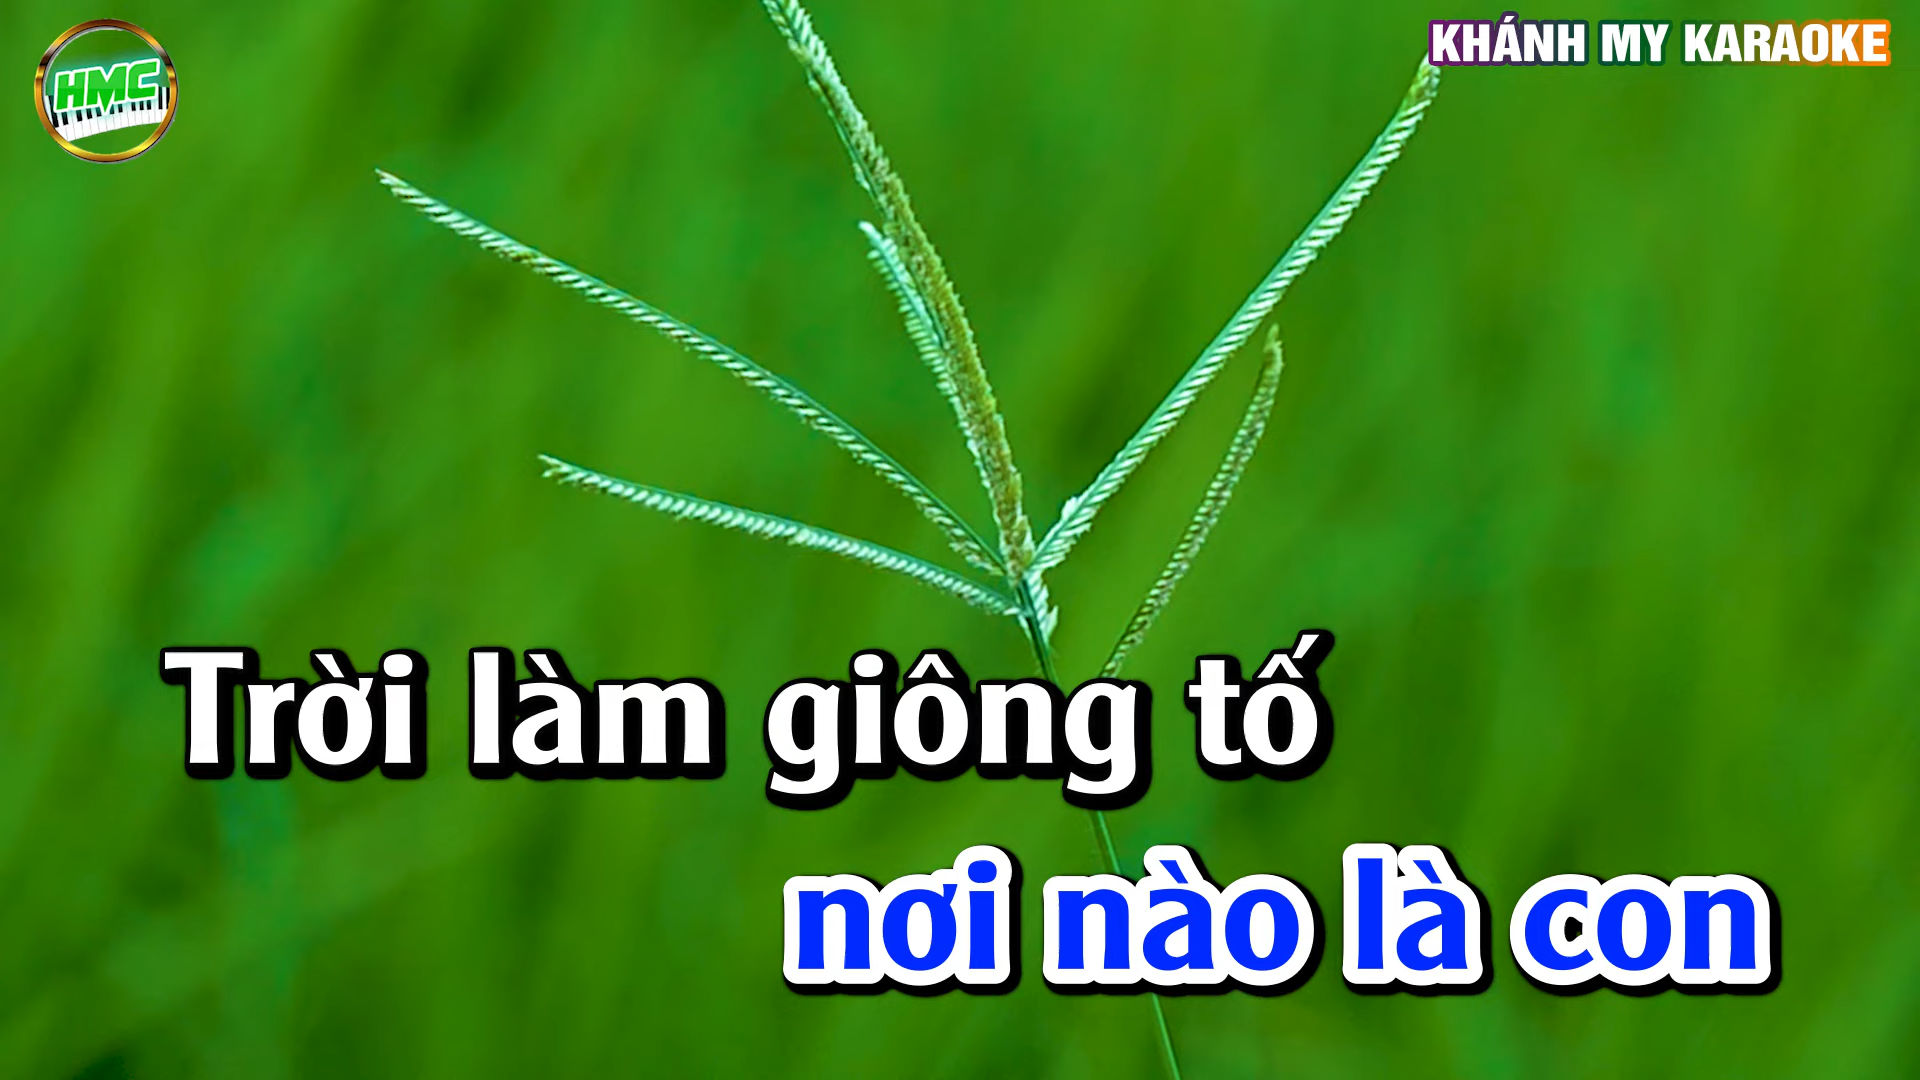 HMC
KHÁNH MY KARAOKE
Trời làm giông tố
nơi nào là con